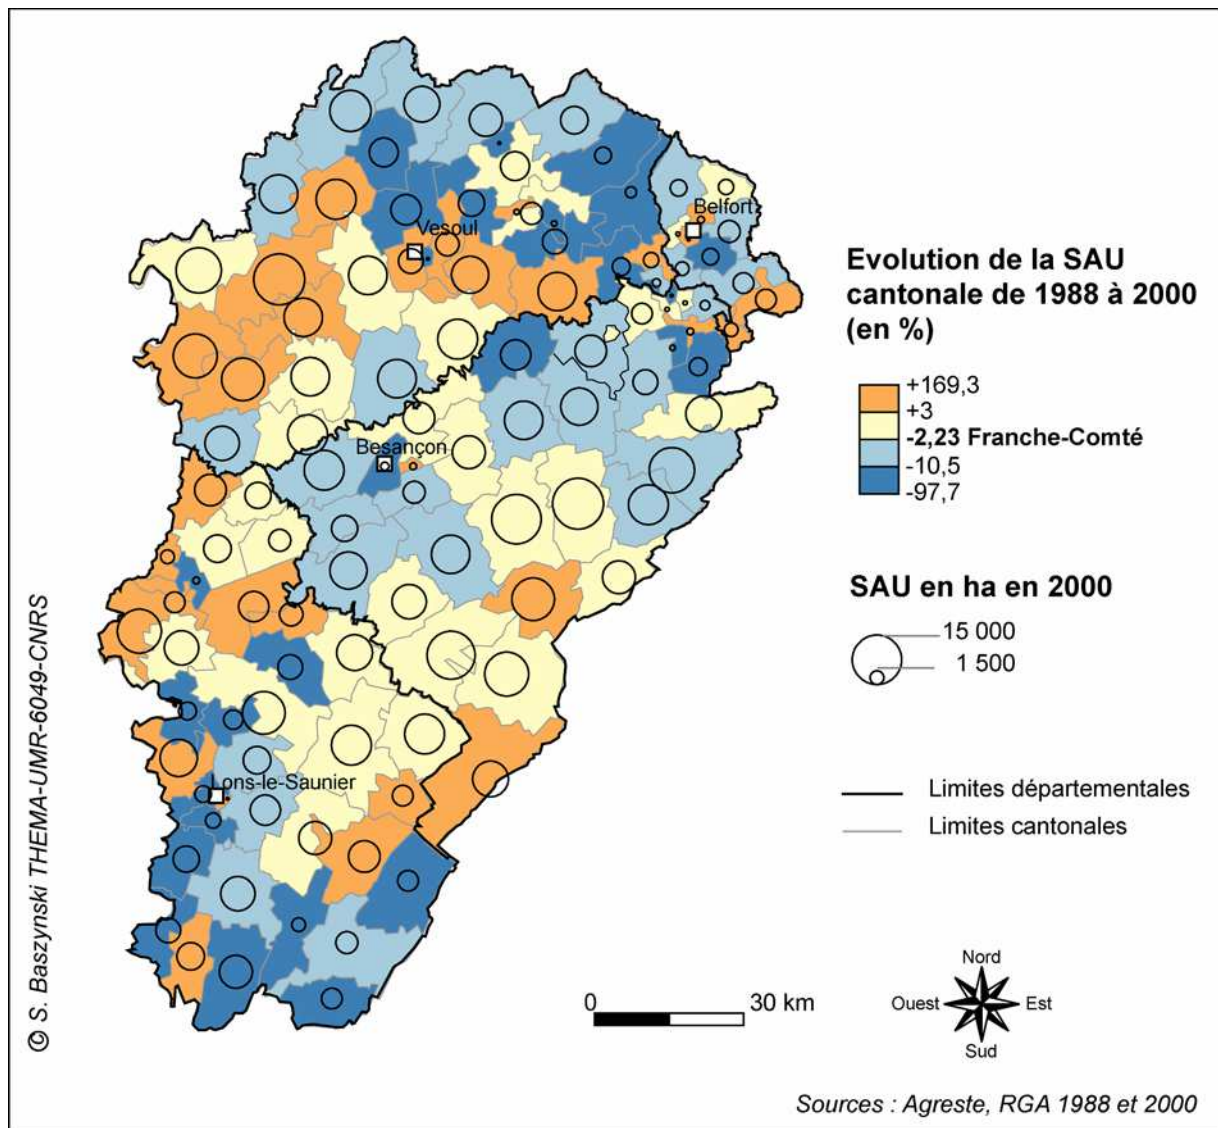 Belfort
Vesoul
Besançon
Lons-le-Saunier
Evolution de la SAU
cantonale de 1988 à 2000
(en %)
+169,3
+3
-2,23 Franche-Comté
-10,5
-97,7
SAU en ha en 2000
15 000
1 500
Limites départementales
Limites cantonales
0 30 km
Nord
Ouest Est
Sud
© S. Baszynski THEMA-UMR-6049-CNRS
Sources : Agreste, RGA 1988 et 2000